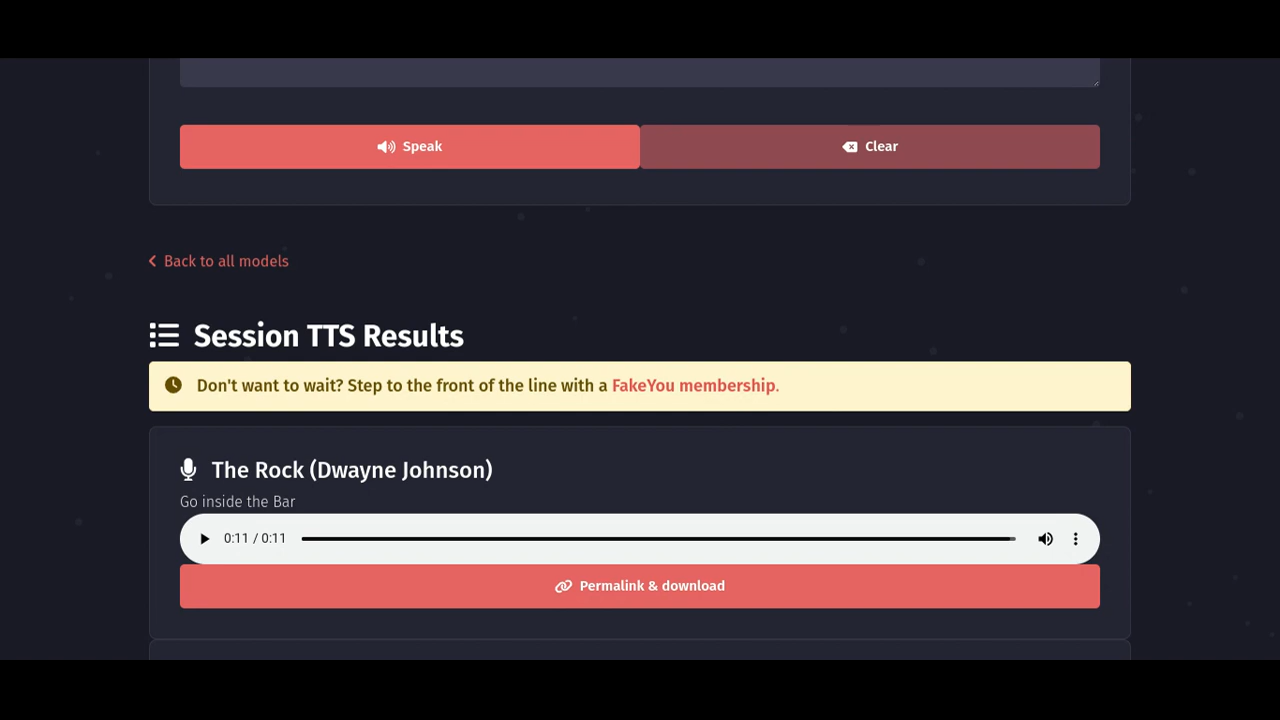 Speak
Clear
Back to all models
Session TTS Results
Don't want to wait? Step to the front of the line with a FakeYou membership.
The Rock (Dwayne Johnson)
Go inside the Bar
0:11 / 0:11
Permalink & download